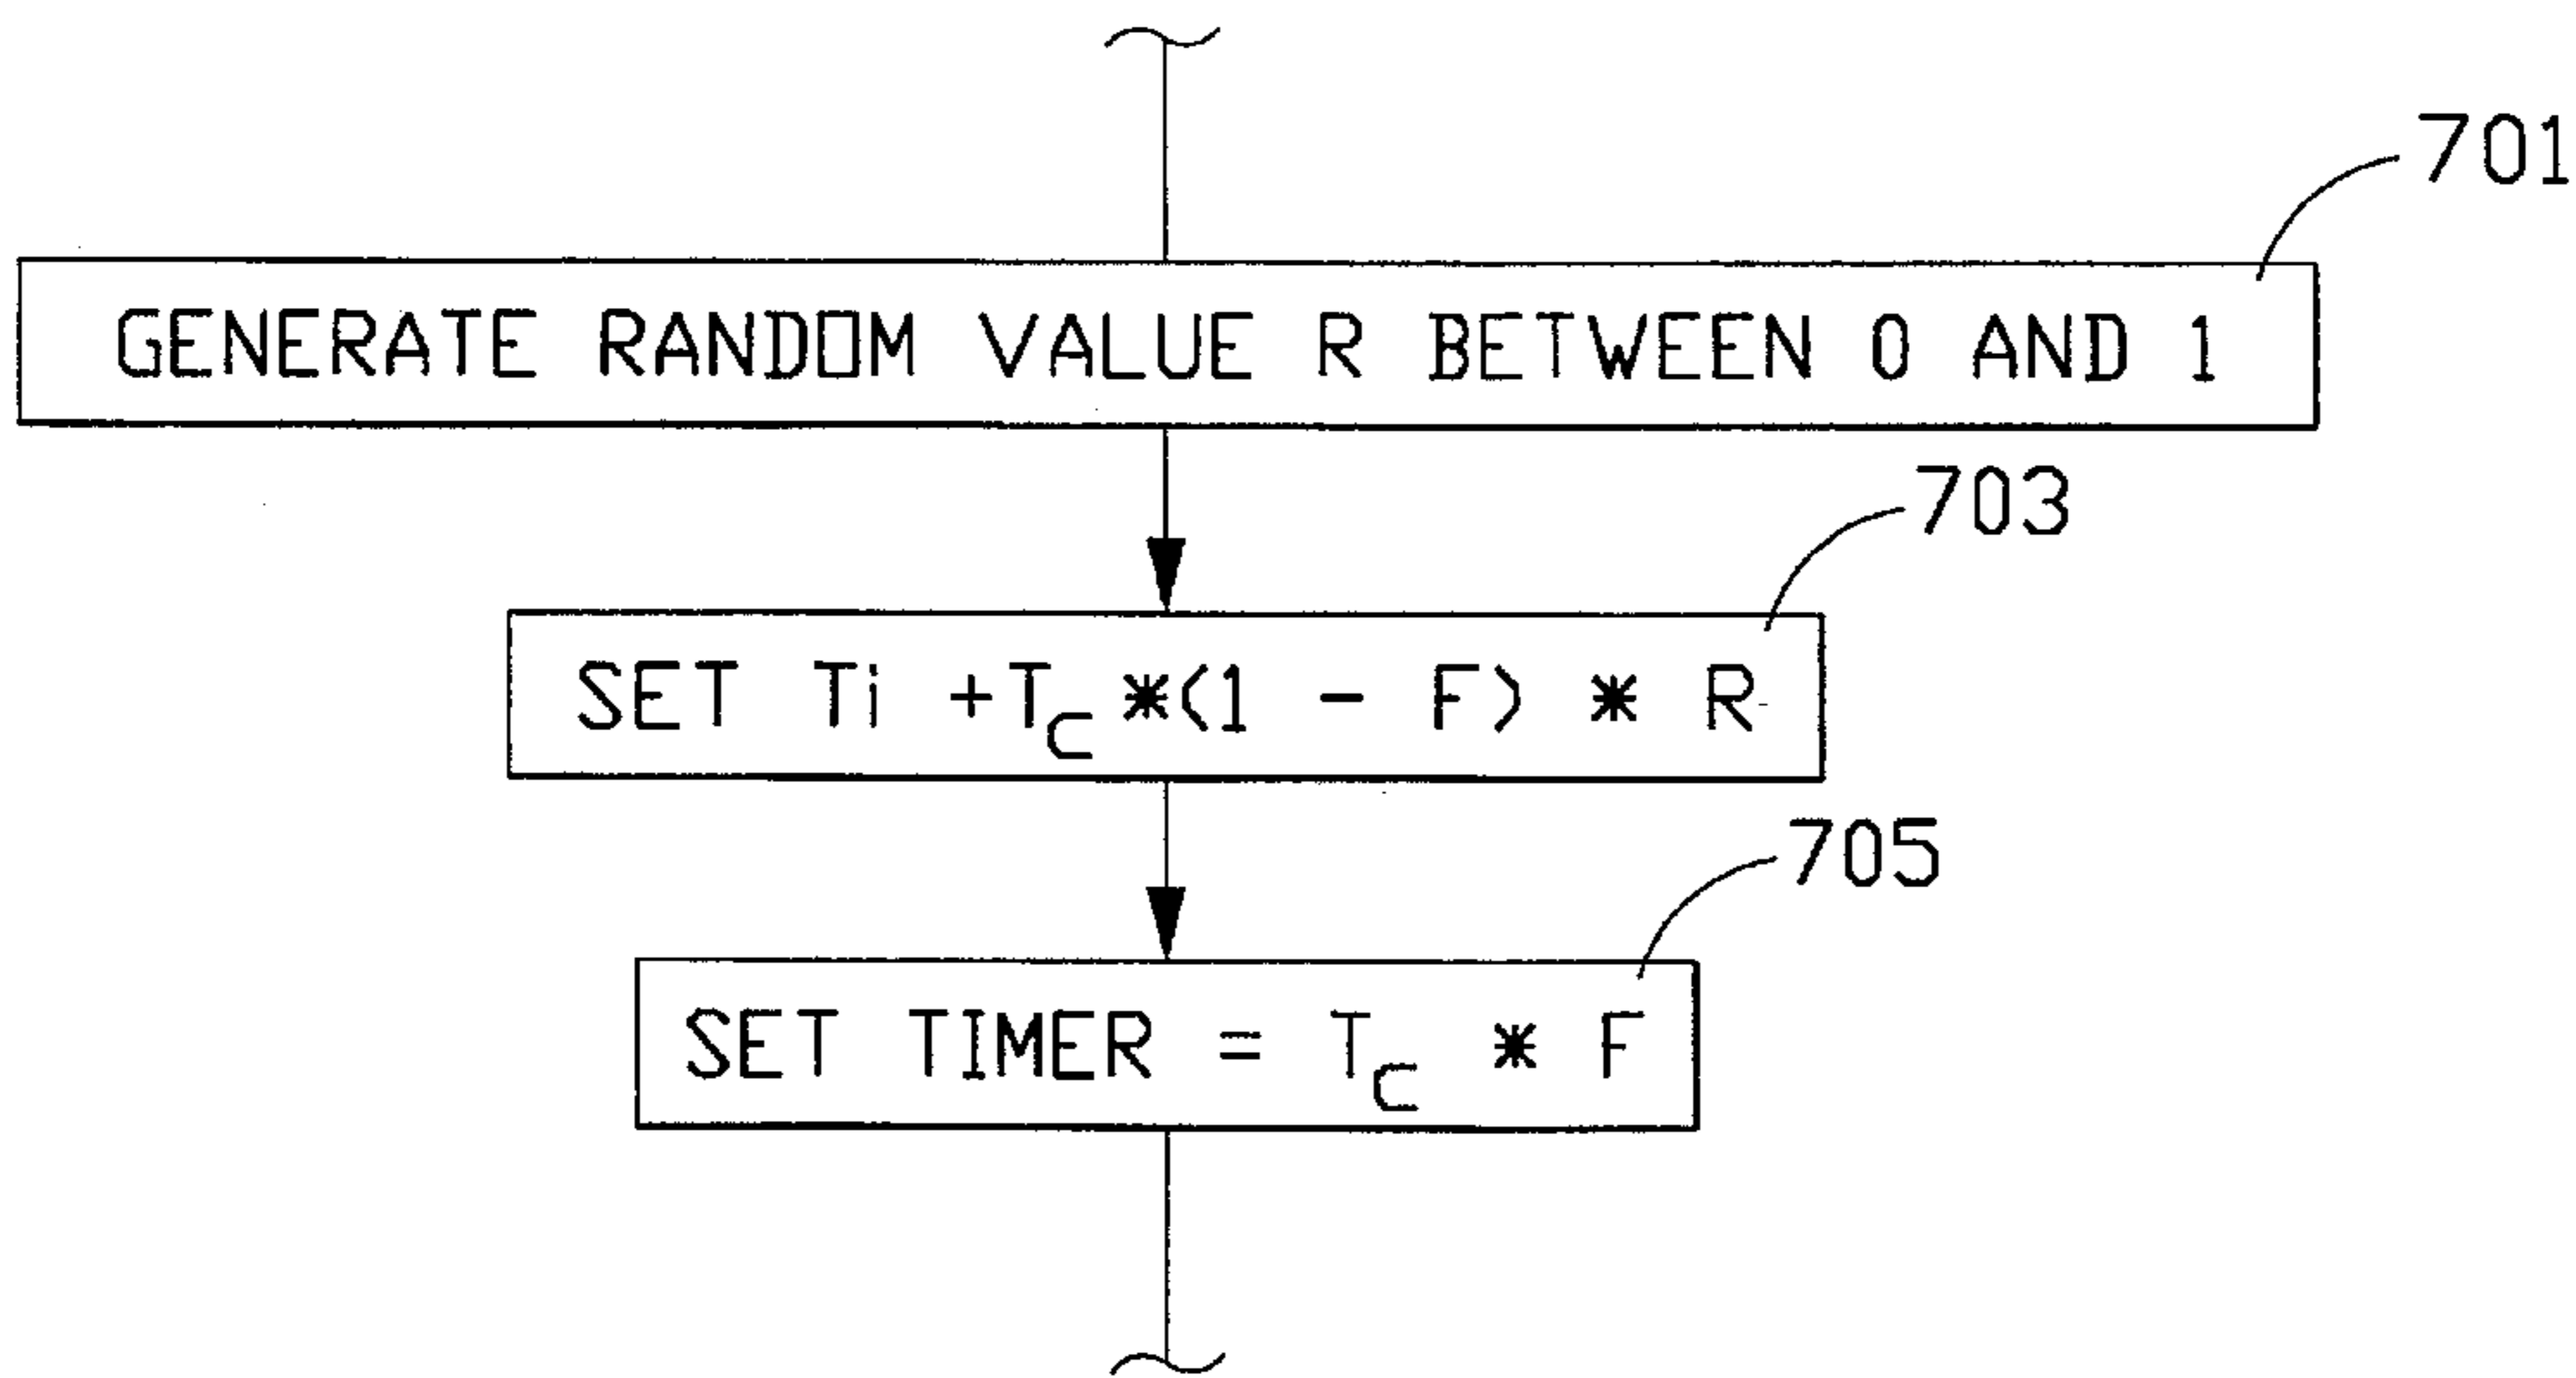 701
GENERATE RANDOM VALUE R BETWEEN 0 AND 1
703
SET Ti +Tc *(1 - F) * R
705
SET TIMER = Tc * F